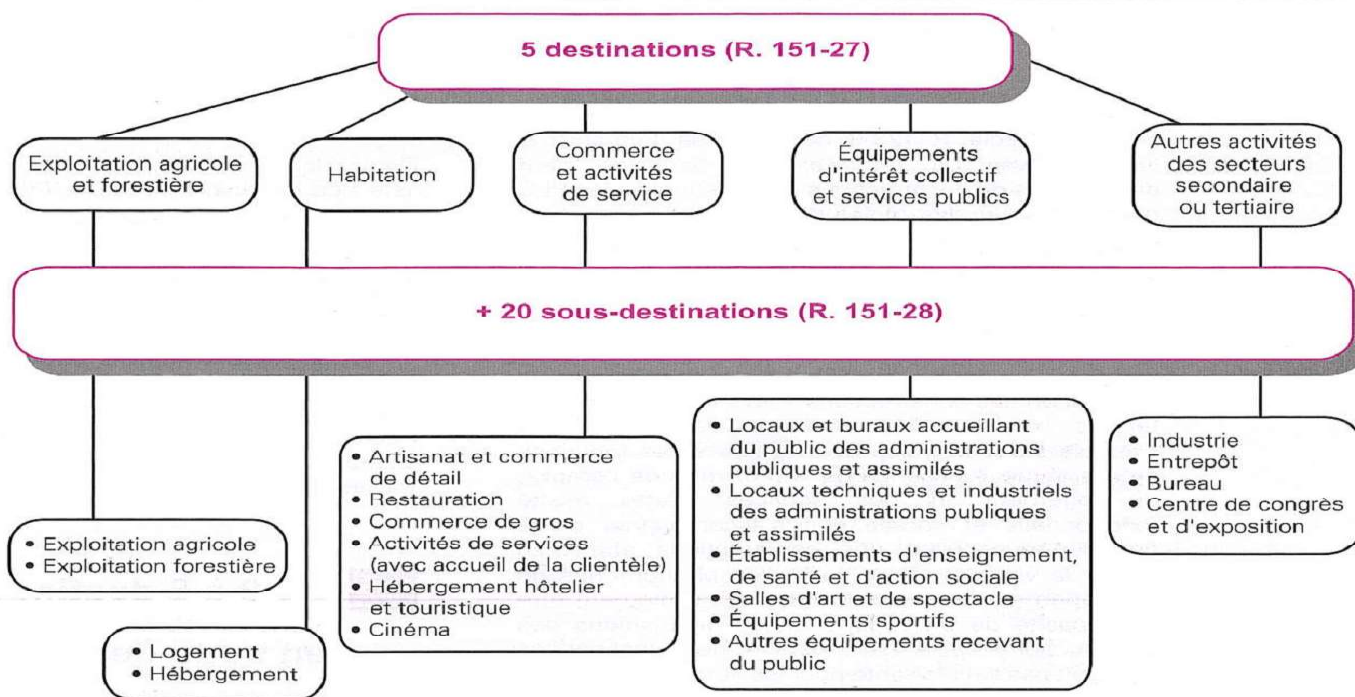 5 destinations (R. 151-27)
Exploitation agricole
et forestière
Habitation
Commerce
et activités
de service
Équipements
d'intérêt collectif
et services publics
Autres activités
des secteurs
secondaire
ou tertiaire
+ 20 sous-destinations (R. 151-28)
• Exploitation agricole
• Exploitation forestière
• Logement
• Hébergement
• Artisanat et commerce
de détail
• Restauration
• Commerce de gros
• Activités de services
(avec accueil de la clientèle)
• Hébergement hôtelier
et touristique
• Cinéma
• Locaux et buraux accueillant
du public des administrations
publiques et assimilés
• Locaux techniques et industriels
des administrations publiques
et assimilés
• Établissements d'enseignement,
de santé et d'action sociale
• Salles d'art et de spectacle
• Équipements sportifs
• Autres équipements recevant
du public
• Industrie
• Entrepôt
• Bureau
• Centre de congrès
et d'exposition